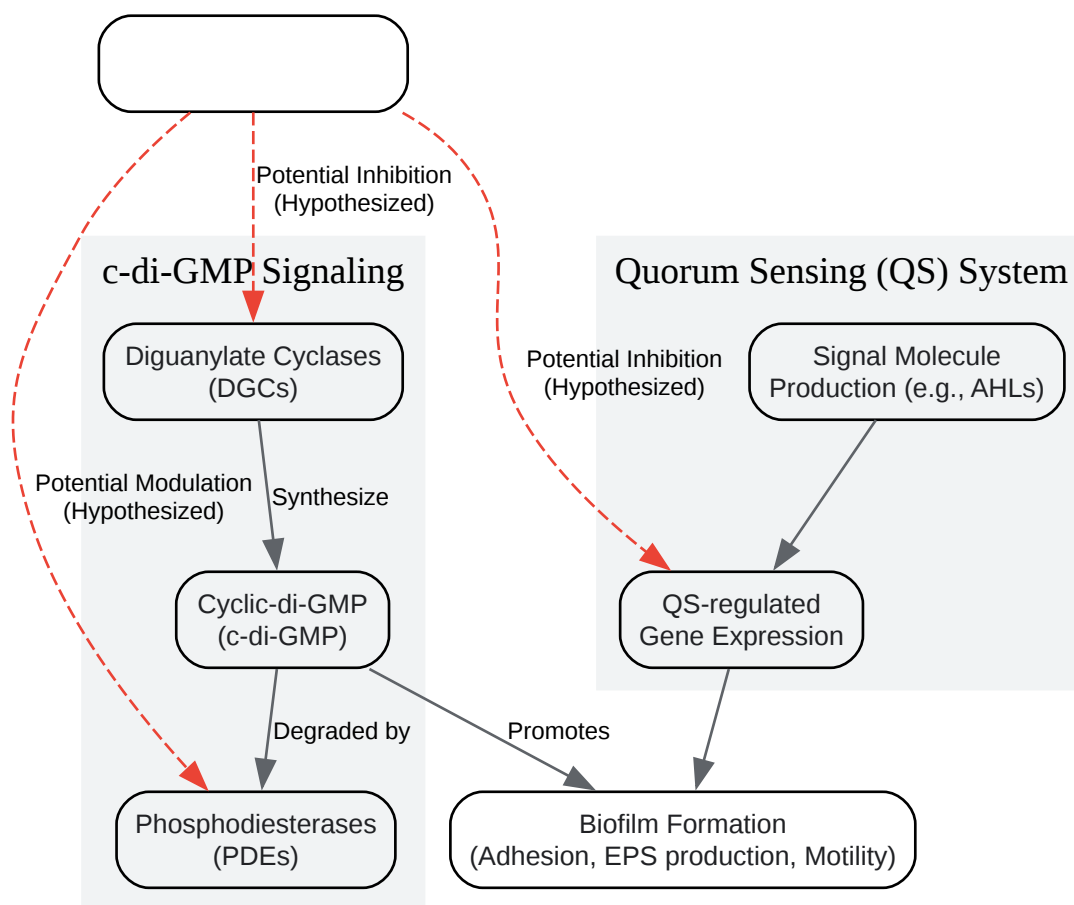 Potential Inhibition
(Hypothesized)
c-di-GMP Signaling
Quorum Sensing (QS) System
Diguanylate Cyclases
(DGCs)
Potential Inhibition
(Hypothesized)
Signal Molecule
Production (e.g., AHLs)
Potential Modulation
(Hypothesized)
Synthesize
Cyclic-di-GMP
(c-di-GMP)
QS-regulated
Gene Expression
Degraded by
Promotes
Phosphodiesterases
(PDEs)
Biofilm Formation
(Adhesion, EPS production, Motility)